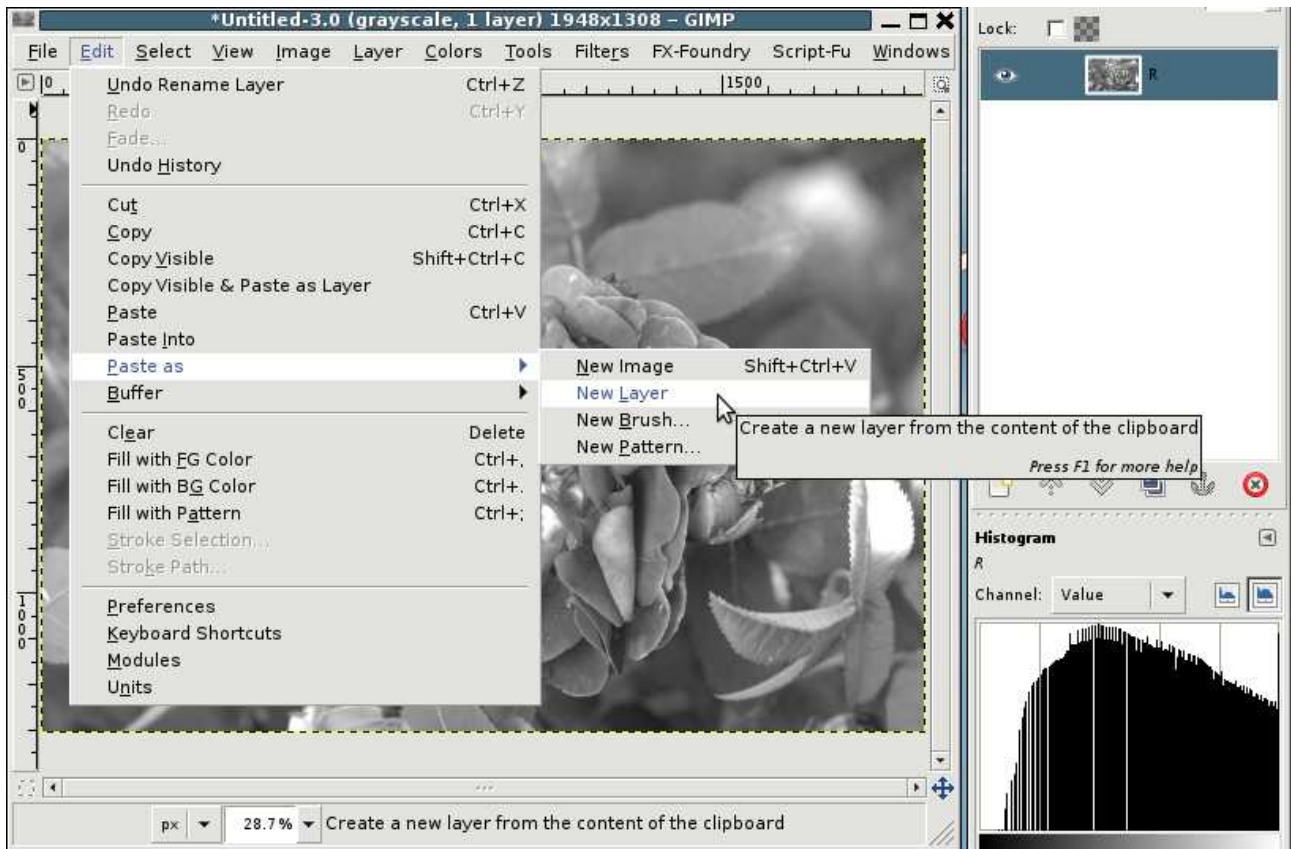 *Untitled-3.0 (grayscale, 1 layer) 1948x1308 – GIMP
File Edit Select View Image Layer Colors Tools Filters FX-Foundry Script-Fu Windows
0 1500
0
500
1000
Undo Rename Layer Ctrl+Z
Redo Ctrl+Y
Fade...
Undo History
Cut Ctrl+X
Copy Ctrl+C
Copy Visible Shift+Ctrl+C
Copy Visible & Paste as Layer
Paste Ctrl+V
Paste Into
Paste as
Buffer
Clear Delete
Fill with FG Color Ctrl+,
Fill with BG Color Ctrl+.
Fill with Pattern Ctrl+;
Stroke Selection...
Stroke Path...
Preferences
Keyboard Shortcuts
Modules
Units
New Image Shift+Ctrl+V
New Layer
New Brush...
New Pattern...
Create a new layer from the content of the clipboard
Press F1 for more help
px 28.7% Create a new layer from the content of the clipboard
Lock:
R
Histogram
R
Channel: Value